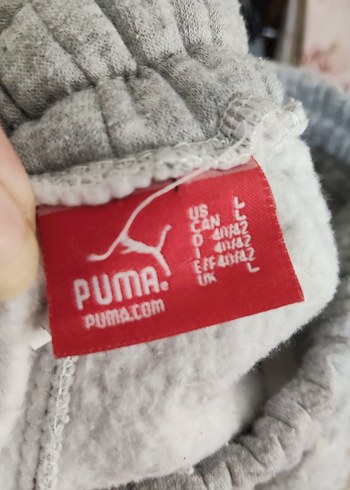 PUMA.
PUMA.COM
US L
CAN L
D 40/42
I 40/42
E/F 40/42
UK L